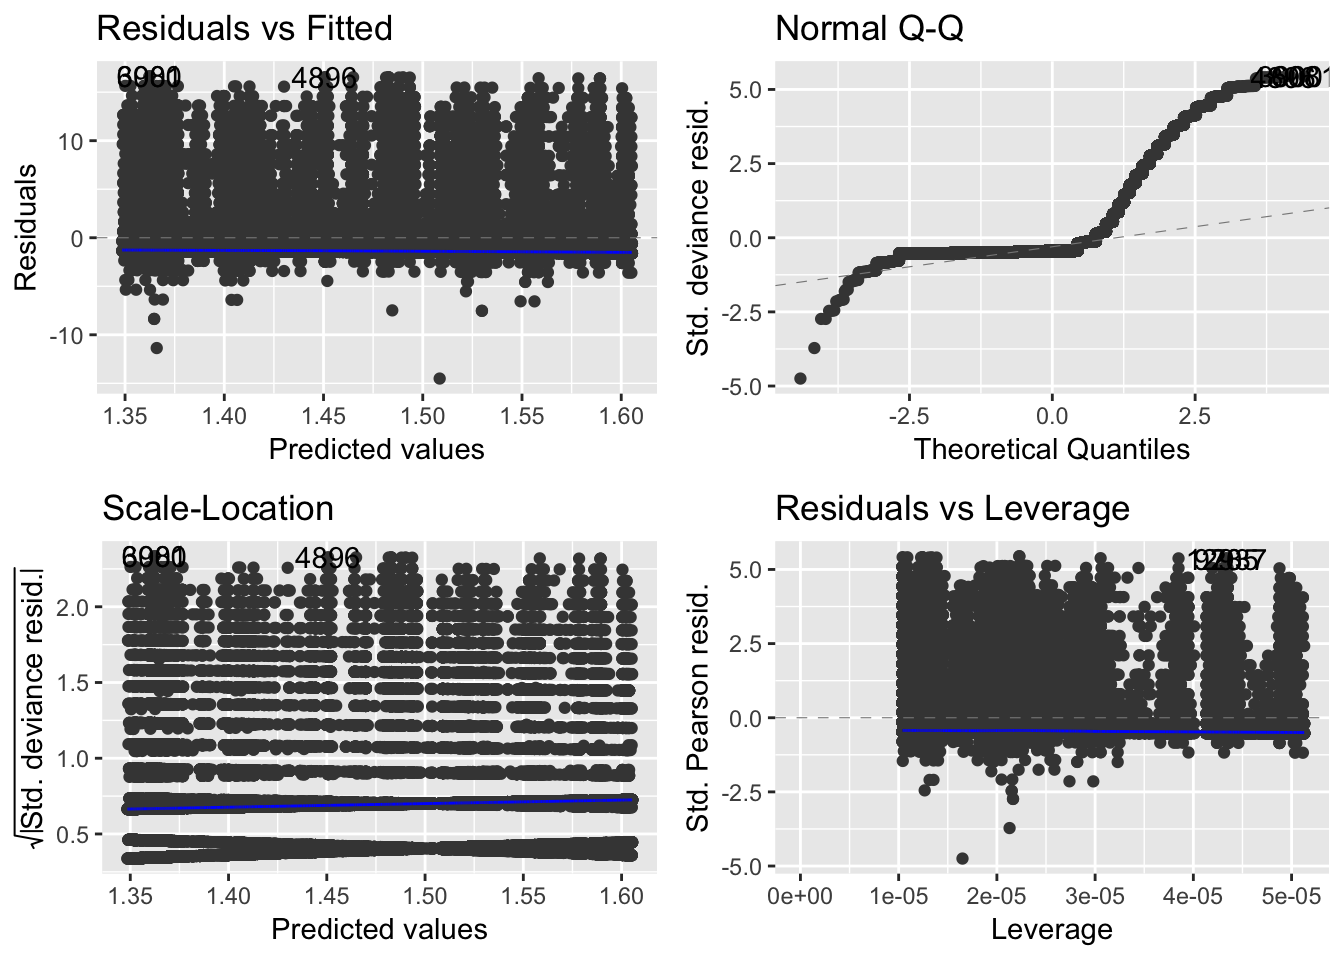 Residuals vs Fitted
4896
10
0
-10
Residuals
1.35 1.40 1.45 1.50 1.55 1.60
Predicted values
Normal Q-Q
5.0
2.5
0.0
-2.5
-5.0
Std. deviance resid.
-2.5 0.0 2.5
Theoretical Quantiles
Scale-Location
4896
2.0
1.5
1.0
0.5
√|Std. deviance resid.|
1.35 1.40 1.45 1.50 1.55 1.60
Predicted values
Residuals vs Leverage
5.0
2.5
0.0
-2.5
-5.0
Std. Pearson resid.
0e+00 1e-05 2e-05 3e-05 4e-05 5e-05
Leverage